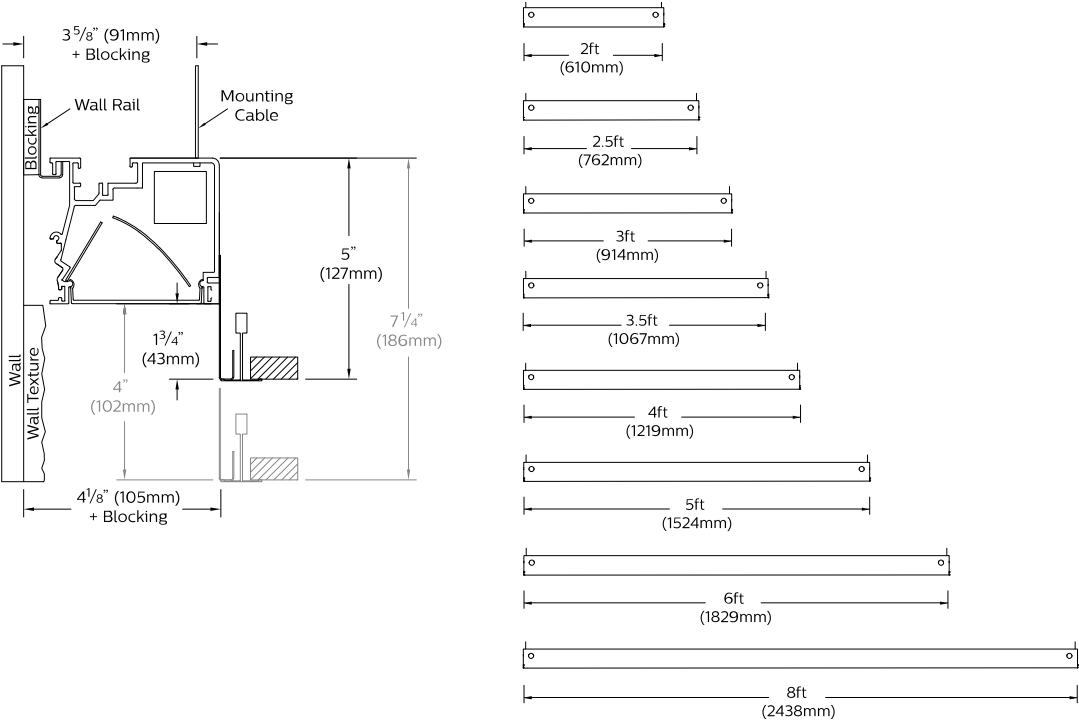 3 5/8” (91mm)
+ Blocking
Wall Rail
Mounting
Cable
Blocking
5”
(127mm)
7 1/4”
(186mm)
1 3/4”
(43mm)
4”
(102mm)
Wall
Wall Texture
4 1/8” (105mm)
+ Blocking
2ft
(610mm)
2.5ft
(762mm)
3ft
(914mm)
3.5ft
(1067mm)
4ft
(1219mm)
5ft
(1524mm)
6ft
(1829mm)
8ft
(2438mm)